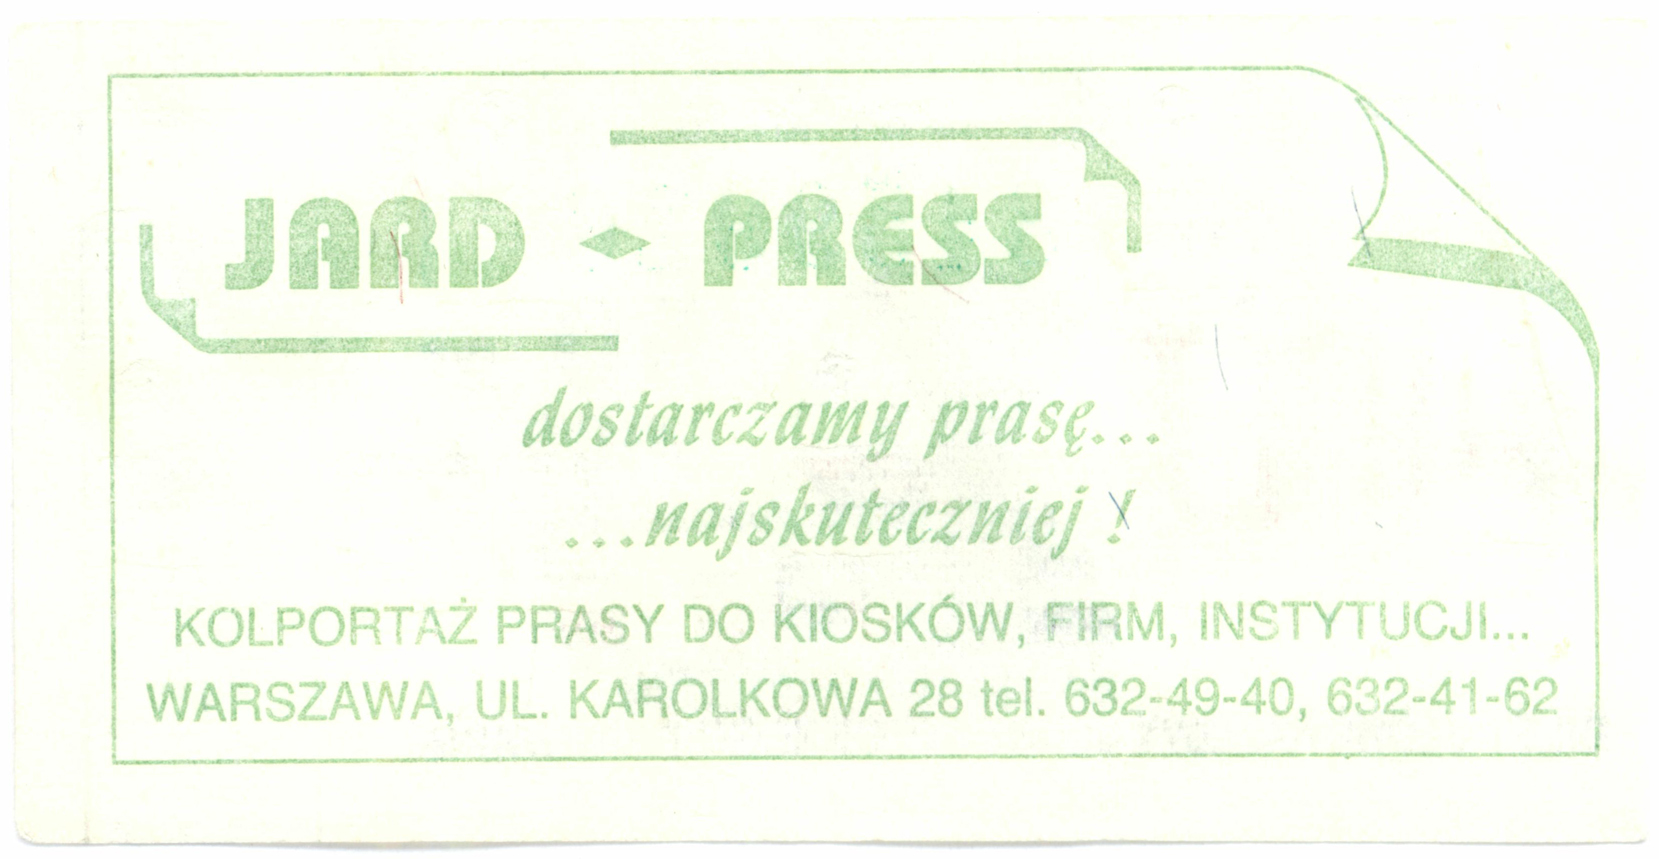 JARD PRESS
dostarczamy prasę...
...najskuteczniej !
KOLPORTAŻ PRASY DO KIOSKÓW, FIRM, INSTYTUCJI...
WARSZAWA, UL. KAROLKOWA 28 tel. 632-49-40, 632-41-62